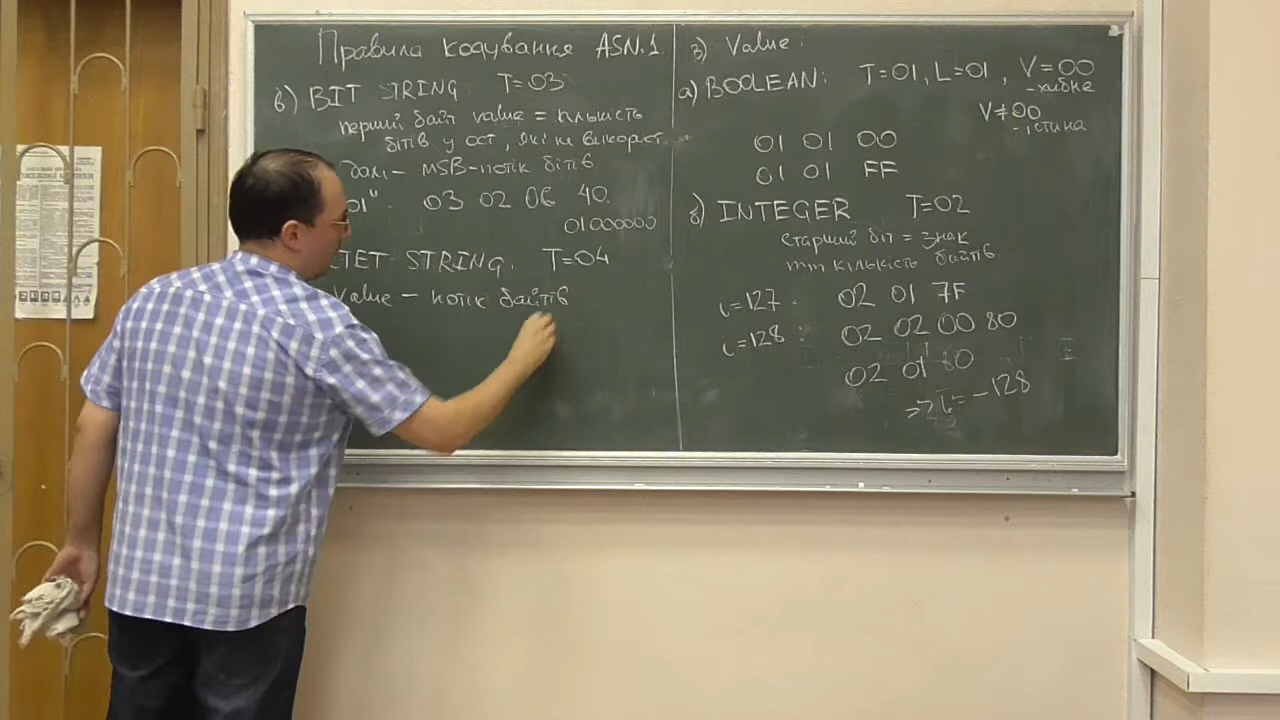 Правила кодування ASN.1.
в) BIT STRING: T=03
перший байт value = кількість
бітів у ост, які не використ.
далі – MSB-потік бітів
01": 03 02 06 40.
01000000
TET STRING. T=04
Value – потік байтів
3) Value:
а) BOOLEAN: T=01, L=01, V=00
-хибне
V≠00
-істина
01 01 00
01 01 FF
б) INTEGER T=02
старший біт = знак
min кількість байтів
i=127: 02 01 7F
i=128: 02 02 00 80
02 01 80
=> i=-128